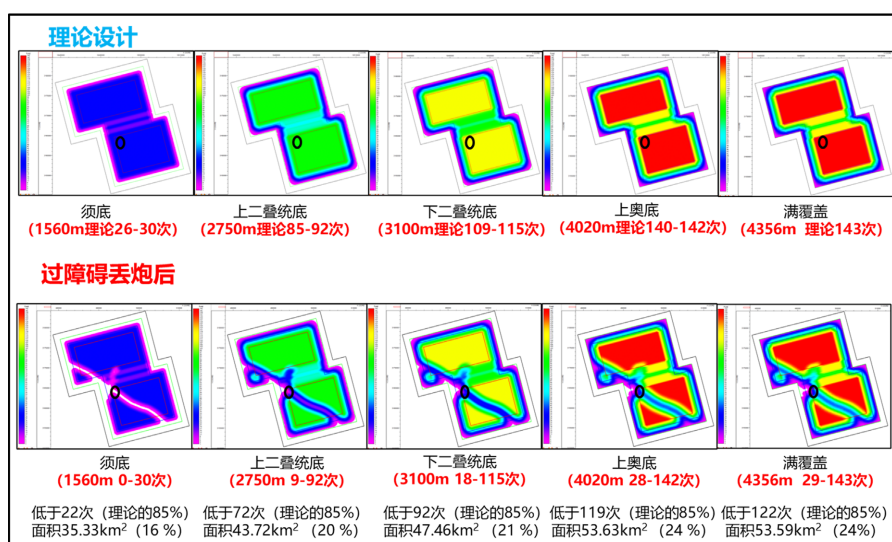 理论设计
须底
上二叠统底
下二叠统底
上奥底
满覆盖
(1560m理论26-30次)
(2750m理论85-92次)
(3100m理论109-115次)
(4020m理论140-142次)
(4356m 理论143次)
过障碍丢炮后
须底
上二叠统底
下二叠统底
上奥底
满覆盖
(1560m 0-30次)
(2750m 9-92次)
(3100m 18-115次)
(4020m 28-142次)
(4356m 29-143次)
低于22次（理论的85%）
面积35.33km² (16 %)
低于72次（理论的85%）
面积43.72km² (20 %)
低于92次（理论的85%）
面积47.46km² (21 %)
低于119次（理论的85%）
面积53.63km² (24 %)
低于122次（理论的85%）
面积53.59km² (24%)